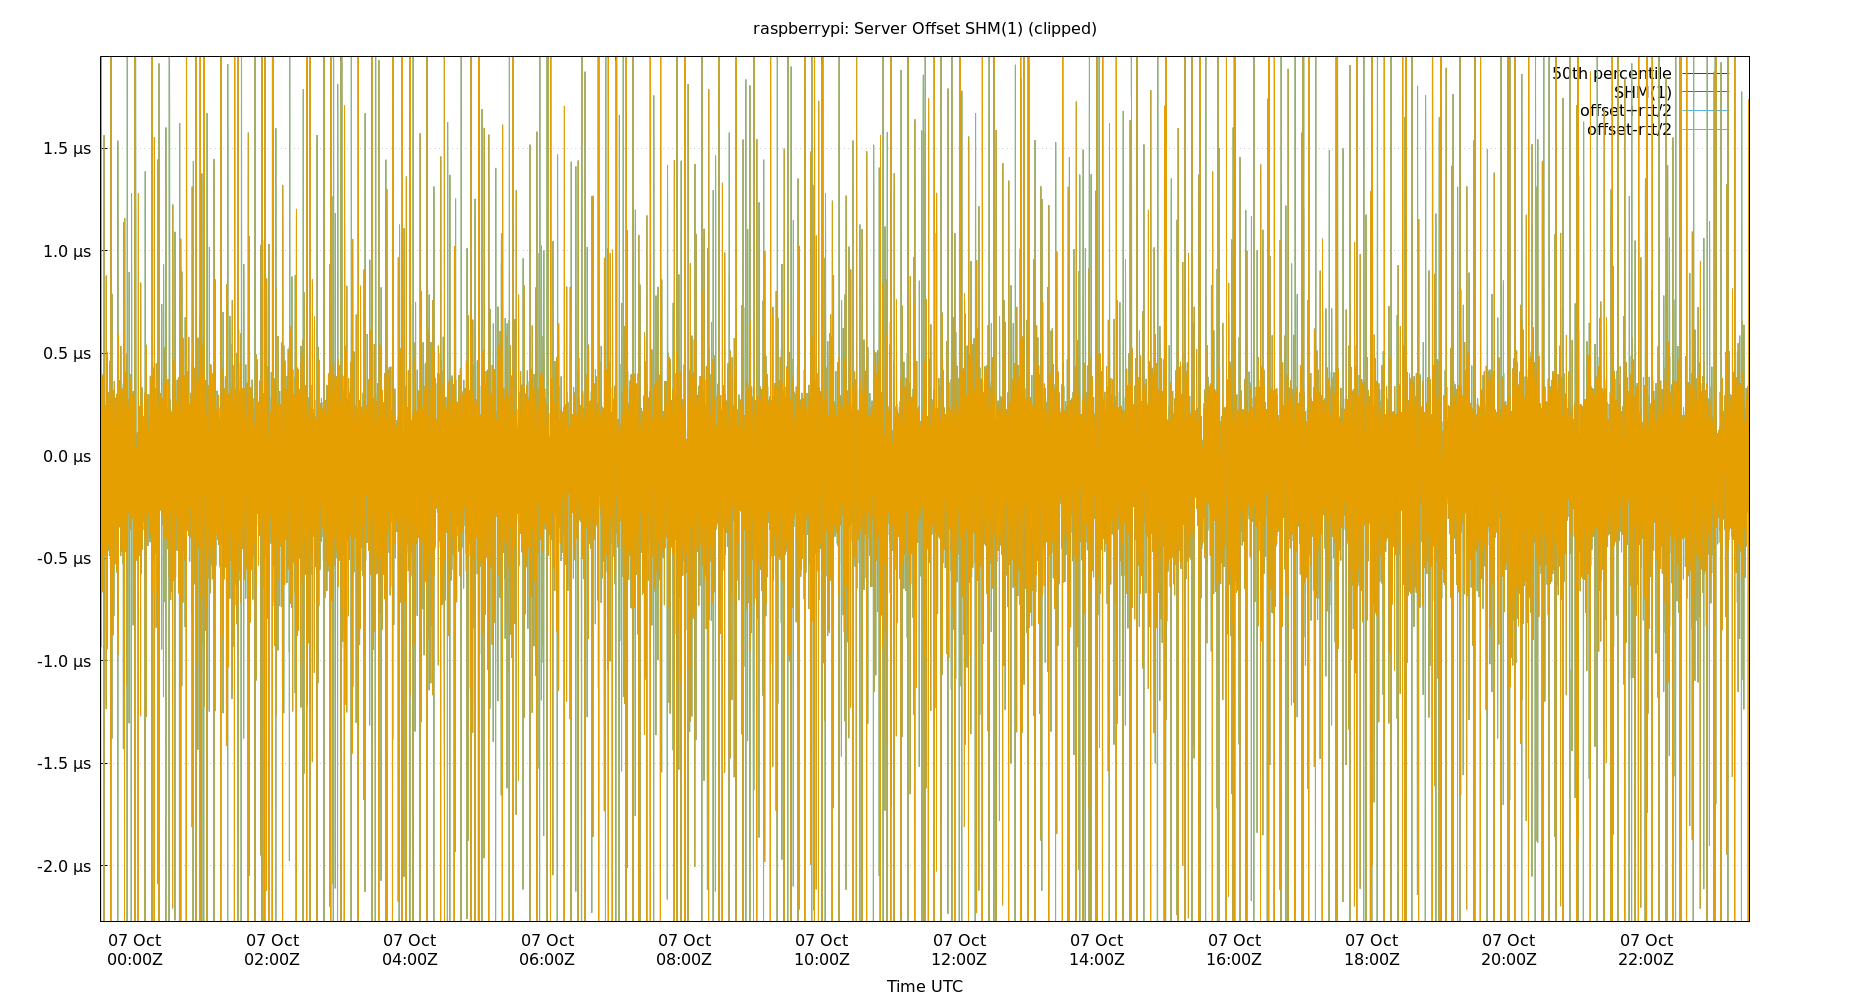 raspberrypi: Server Offset SHM(1) (clipped)
50th percentile
SHM(1)
offset+rtt/2
offset-rtt/2
1.5 µs
1.0 µs
0.5 µs
0.0 µs
-0.5 µs
-1.0 µs
-1.5 µs
-2.0 µs
07 Oct 07 Oct 07 Oct 07 Oct 07 Oct 07 Oct 07 Oct 07 Oct 07 Oct 07 Oct 07 Oct 07 Oct
00:00Z 02:00Z 04:00Z 06:00Z 08:00Z 10:00Z 12:00Z 14:00Z 16:00Z 18:00Z 20:00Z 22:00Z
Time UTC